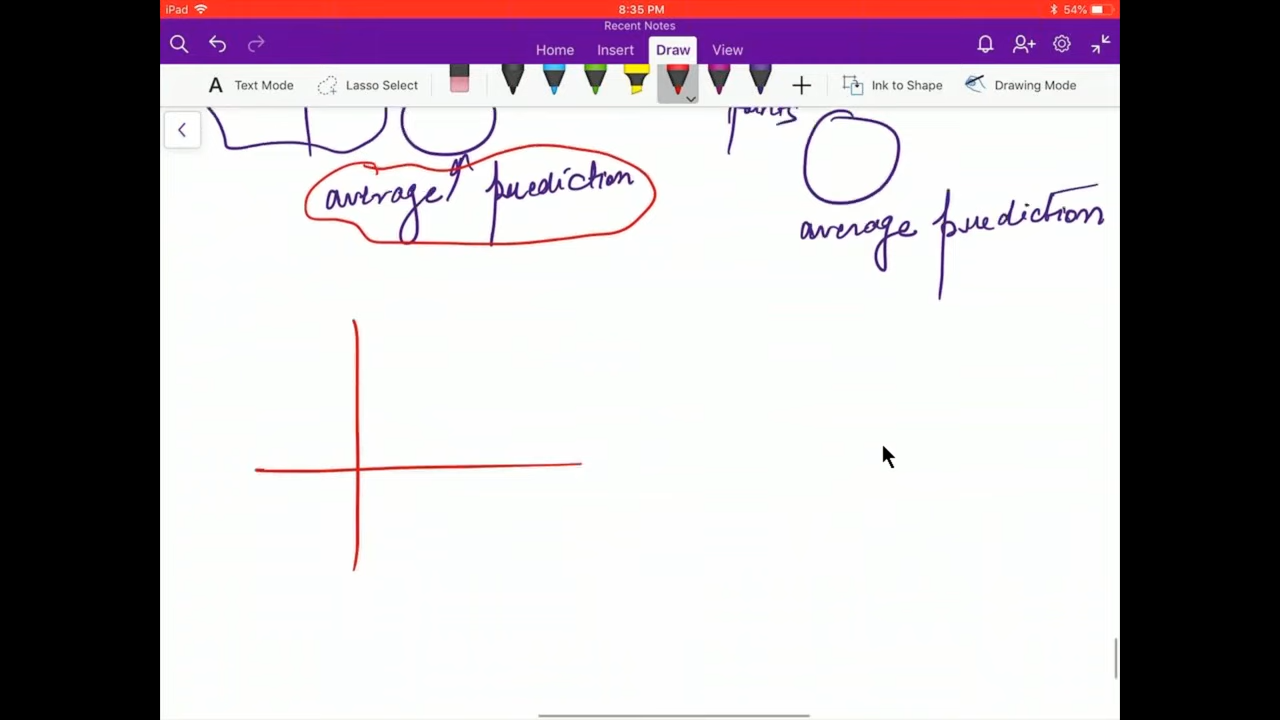 iPad 8:35 PM 54%
Recent Notes
Home Insert Draw View
A Text Mode Lasso Select Ink to Shape Drawing Mode
average prediction
average prediction